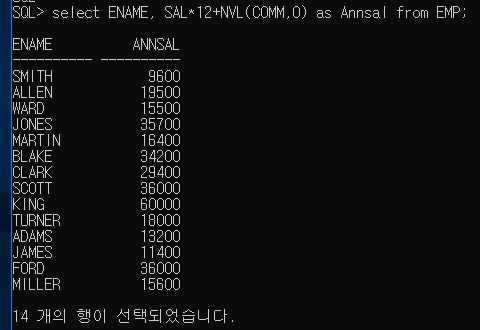 SQL> select ENAME, SAL*12+NVL(COMM,0) as Annsal from EMP;
ENAME ANNSAL
---------- ----------
SMITH 9600
ALLEN 19500
WARD 15500
JONES 35700
MARTIN 16400
BLAKE 34200
CLARK 29400
SCOTT 36000
KING 60000
TURNER 18000
ADAMS 13200
JAMES 11400
FORD 36000
MILLER 15600
14 개의 행이 선택되었습니다.